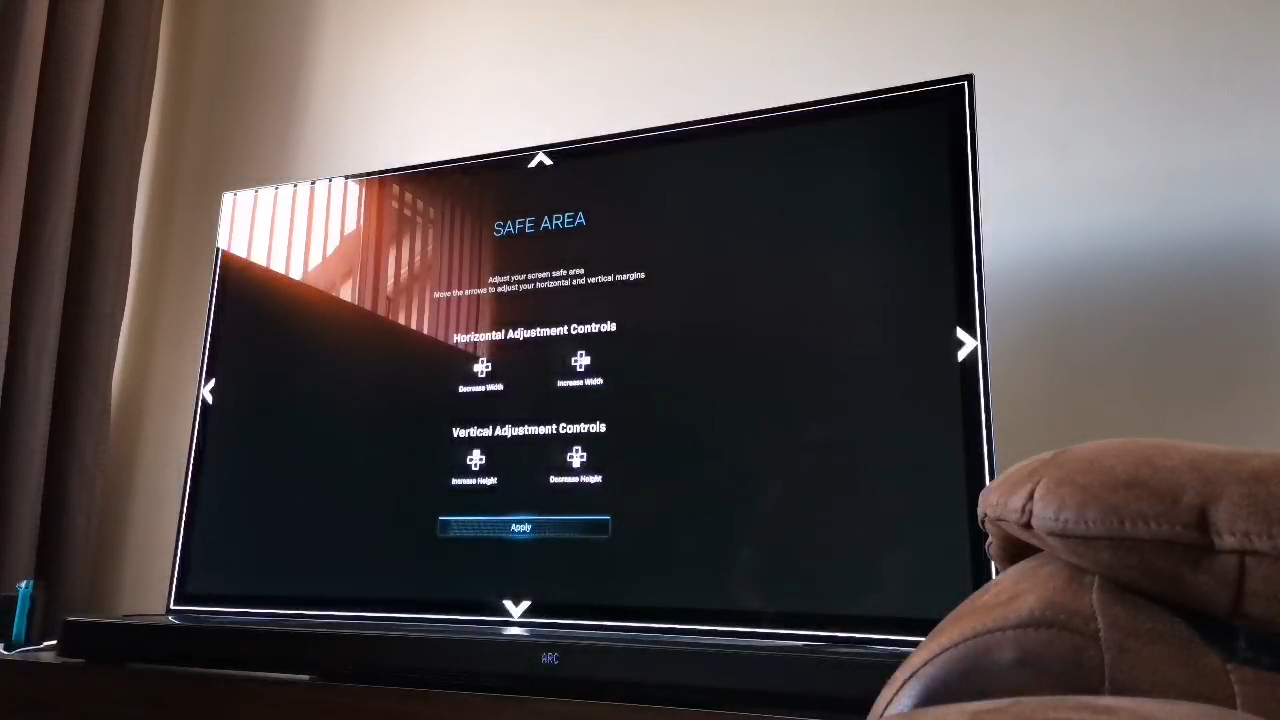 SAFE AREA
Adjust your screen safe area
Move the arrows to adjust your horizontal and vertical margins
Horizontal Adjustment Controls
Decrease Width
Increase Width
Vertical Adjustment Controls
Increase Height
Decrease Height
Apply
ARC